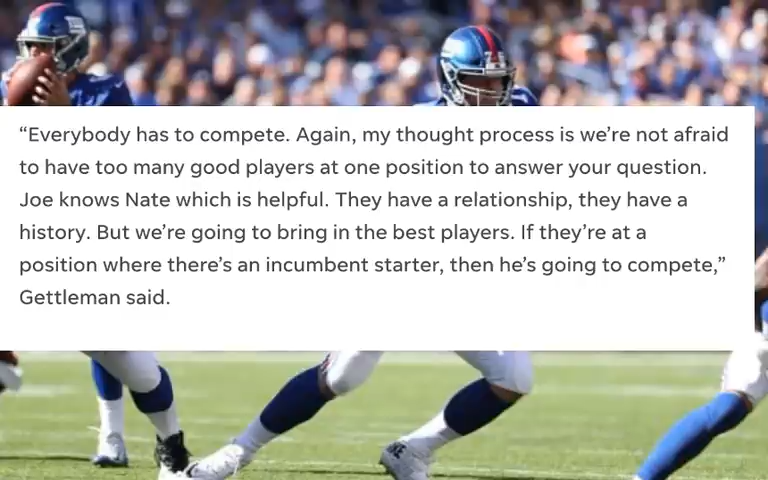 “Everybody has to compete. Again, my thought process is we’re not afraid
to have too many good players at one position to answer your question.
Joe knows Nate which is helpful. They have a relationship, they have a
history. But we’re going to bring in the best players. If they’re at a
position where there’s an incumbent starter, then he’s going to compete,”
Gettleman said.